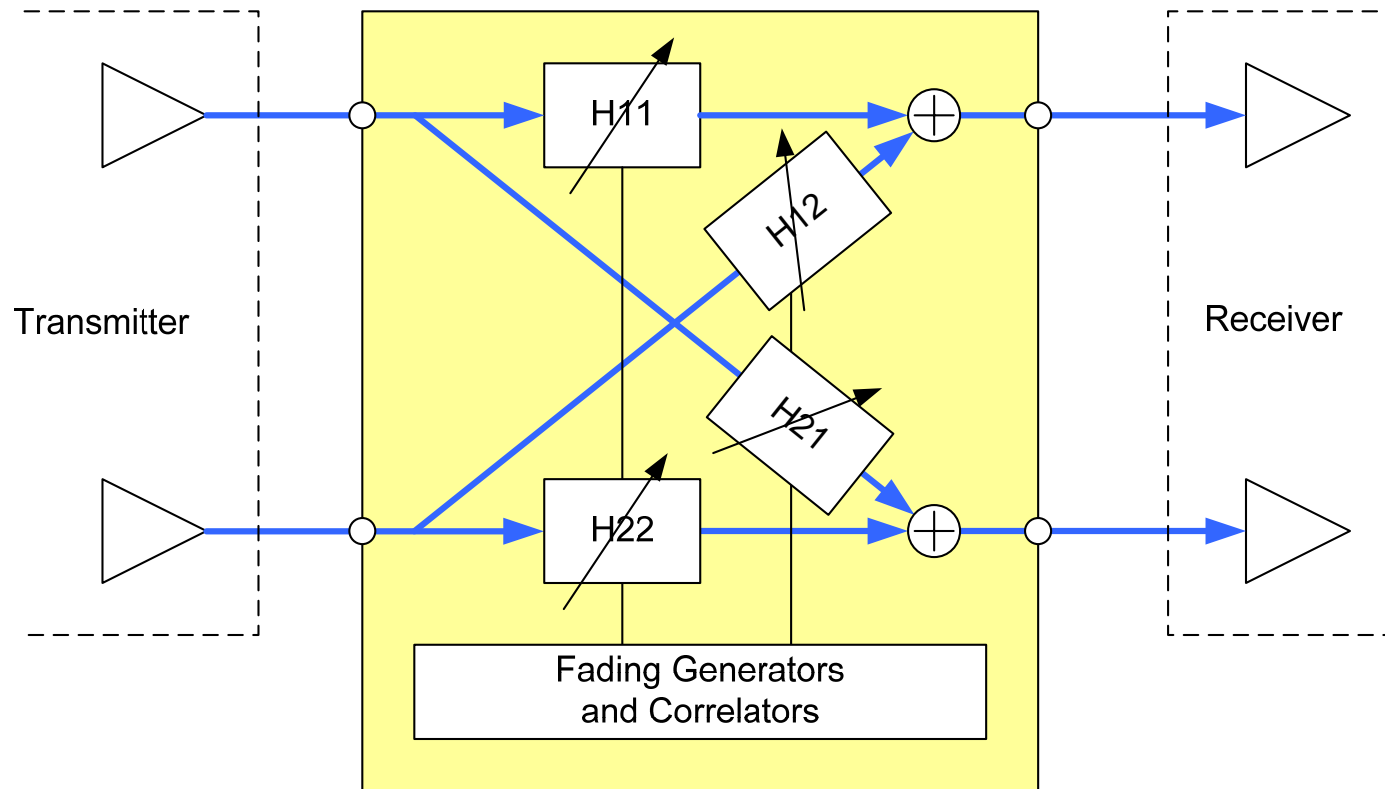 H11
H12
Transmitter
Receiver
H21
H22
Fading Generators
and Correlators